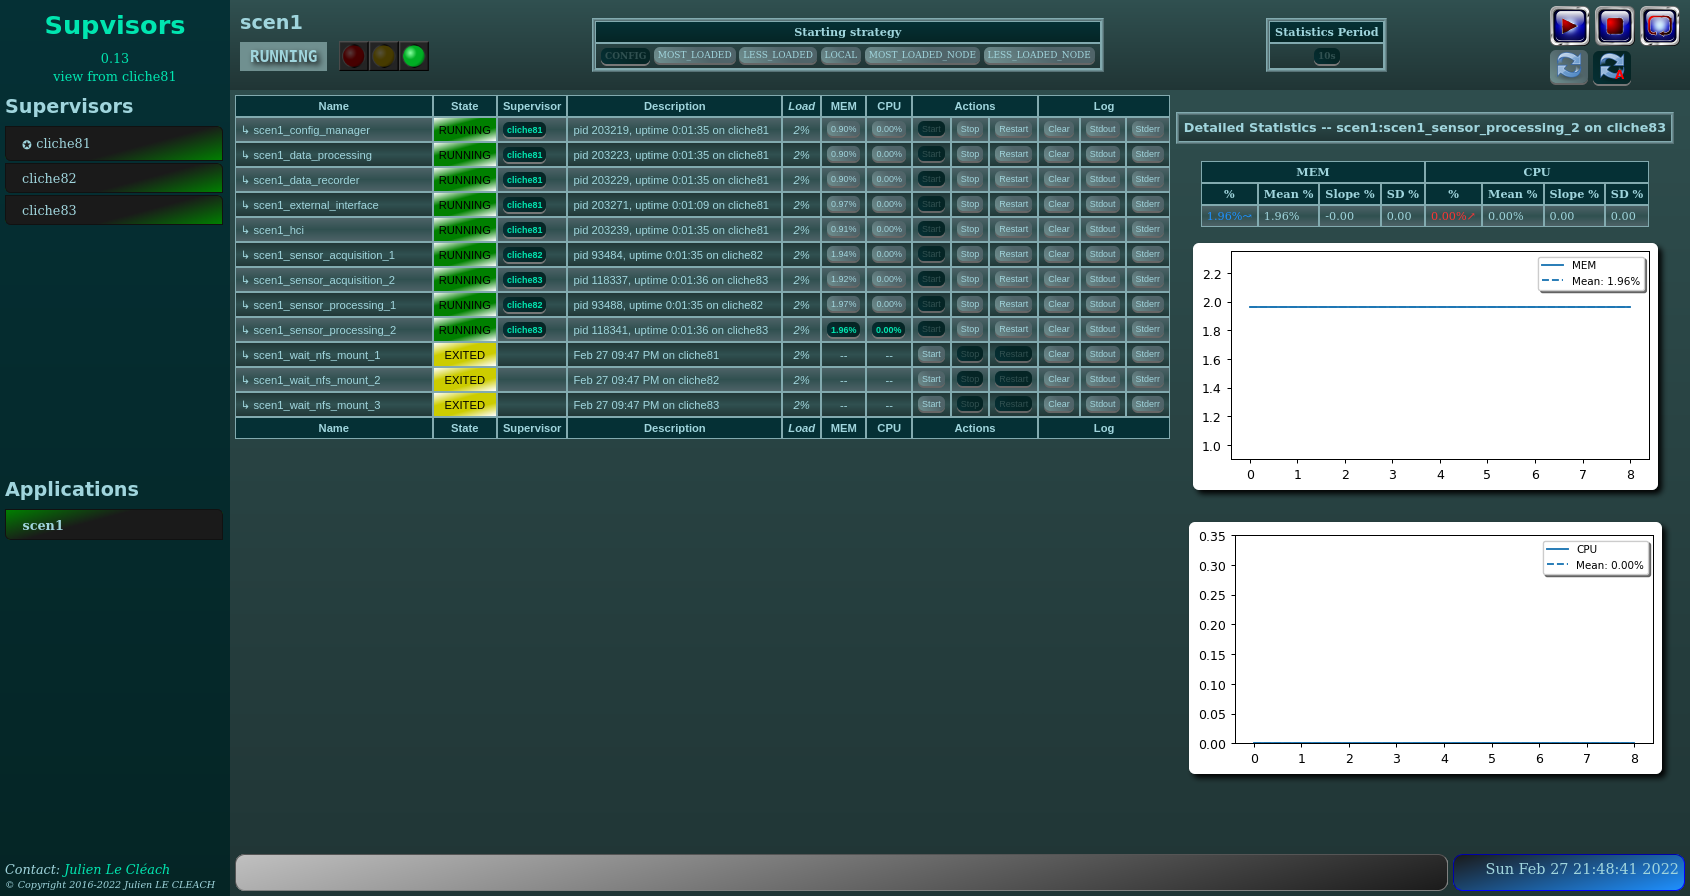 Supvisors
0.13
view from cliche81
Supervisors
✪ cliche81
cliche82
cliche83
Applications
scen1
Contact: Julien Le Cléach
© Copyright 2016-2022 Julien LE CLEACH
scen1
RUNNING
Starting strategy
CONFIG MOST_LOADED LESS_LOADED LOCAL MOST_LOADED_NODE LESS_LOADED_NODE
Statistics Period
10s
Name State Supervisor Description Load MEM CPU Actions Log
↳ scen1_config_manager RUNNING cliche81 pid 203219, uptime 0:01:35 on cliche81 2% 0.90% 0.00% Start Stop Restart Clear Stdout Stderr
↳ scen1_data_processing RUNNING cliche81 pid 203223, uptime 0:01:35 on cliche81 2% 0.90% 0.00% Start Stop Restart Clear Stdout Stderr
↳ scen1_data_recorder RUNNING cliche81 pid 203229, uptime 0:01:35 on cliche81 2% 0.90% 0.00% Start Stop Restart Clear Stdout Stderr
↳ scen1_external_interface RUNNING cliche81 pid 203271, uptime 0:01:09 on cliche81 2% 0.97% 0.00% Start Stop Restart Clear Stdout Stderr
↳ scen1_hci RUNNING cliche81 pid 203239, uptime 0:01:35 on cliche81 2% 0.91% 0.00% Start Stop Restart Clear Stdout Stderr
↳ scen1_sensor_acquisition_1 RUNNING cliche82 pid 93484, uptime 0:01:35 on cliche82 2% 1.94% 0.00% Start Stop Restart Clear Stdout Stderr
↳ scen1_sensor_acquisition_2 RUNNING cliche83 pid 118337, uptime 0:01:36 on cliche83 2% 1.92% 0.00% Start Stop Restart Clear Stdout Stderr
↳ scen1_sensor_processing_1 RUNNING cliche82 pid 93488, uptime 0:01:35 on cliche82 2% 1.97% 0.00% Start Stop Restart Clear Stdout Stderr
↳ scen1_sensor_processing_2 RUNNING cliche83 pid 118341, uptime 0:01:36 on cliche83 2% 1.96% 0.00% Start Stop Restart Clear Stdout Stderr
↳ scen1_wait_nfs_mount_1 EXITED Feb 27 09:47 PM on cliche81 2% -- -- Start Stop Restart Clear Stdout Stderr
↳ scen1_wait_nfs_mount_2 EXITED Feb 27 09:47 PM on cliche82 2% -- -- Start Stop Restart Clear Stdout Stderr
↳ scen1_wait_nfs_mount_3 EXITED Feb 27 09:47 PM on cliche83 2% -- -- Start Stop Restart Clear Stdout Stderr
Name State Supervisor Description Load MEM CPU Actions Log
Detailed Statistics -- scen1:scen1_sensor_processing_2 on cliche83
MEM CPU
% Mean % Slope % SD % % Mean % Slope % SD %
1.96%~ 1.96% -0.00 0.00 0.00%↗ 0.00% 0.00 0.00
MEM
Mean: 1.96%
2.2
2.0
1.8
1.6
1.4
1.2
1.0
0 1 2 3 4 5 6 7 8
CPU
Mean: 0.00%
0.35
0.30
0.25
0.20
0.15
0.10
0.05
0.00
0 1 2 3 4 5 6 7 8
Sun Feb 27 21:48:41 2022